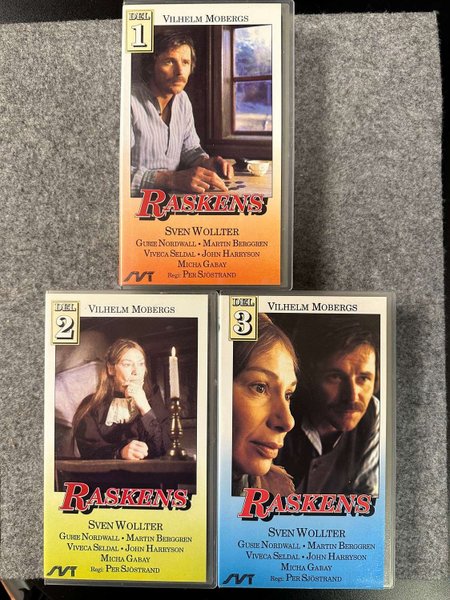 DEL
1
VILHELM MOBERGS
RASKENS
SVEN WOLLTER
GURIE NORDWALL • MARTIN BERGGREN
VIVECA SELDAL • JOHN HARRYSON
MICHA GABAY
Regi: PER SJÖSTRAND
SVT
DEL
2
VILHELM MOBERGS
RASKENS
SVEN WOLLTER
GURIE NORDWALL • MARTIN BERGGREN
VIVECA SELDAL • JOHN HARRYSON
MICHA GABAY
Regi: PER SJÖSTRAND
SVT
DEL
3
VILHELM MOBERGS
RASKENS
SVEN WOLLTER
GURIE NORDWALL • MARTIN BERGGREN
VIVECA SELDAL • JOHN HARRYSON
MICHA GABAY
Regi: PER SJÖSTRAND
SVT